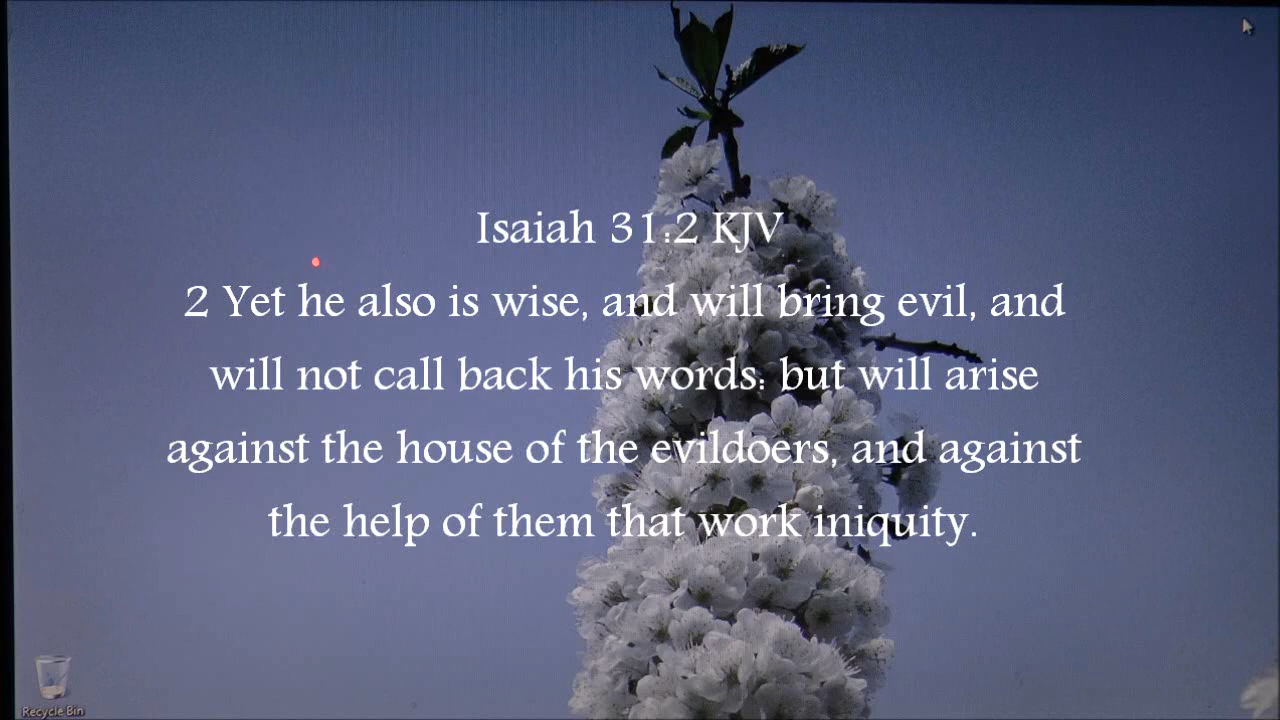 Isaiah 31:2 KJV
2 Yet he also is wise, and will bring evil, and
will not call back his words: but will arise
against the house of the evildoers, and against
the help of them that work iniquity.
Recycle Bin